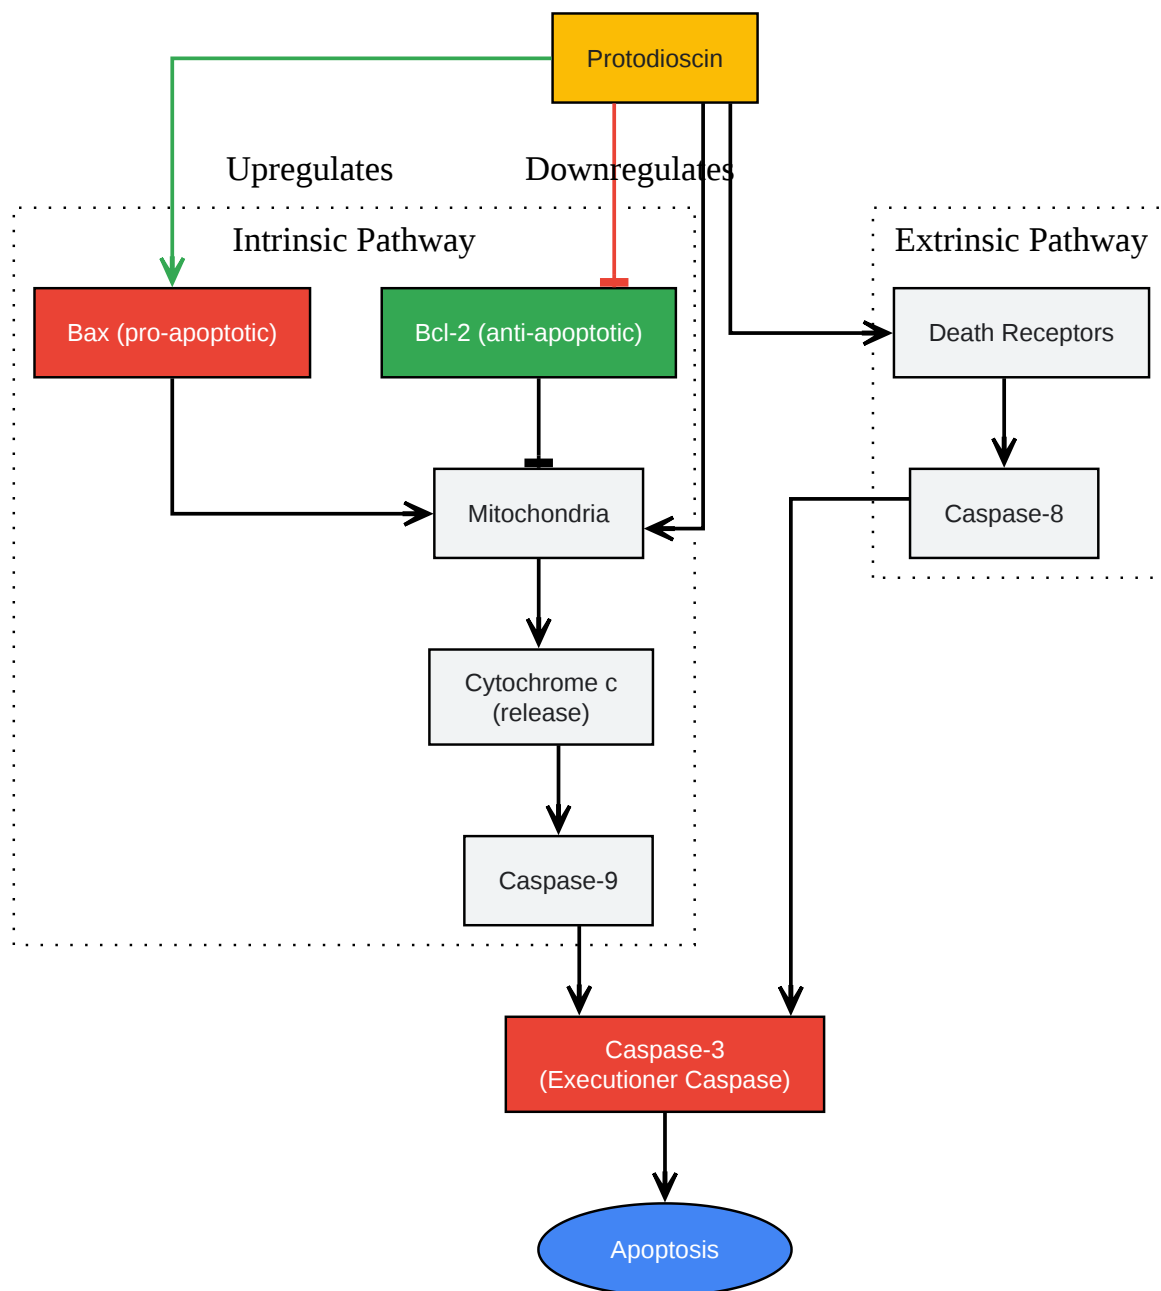 Protodioscin
Upregulates
Downregulates
Intrinsic Pathway
Extrinsic Pathway
Bax (pro-apoptotic)
Bcl-2 (anti-apoptotic)
Death Receptors
Mitochondria
Caspase-8
Cytochrome c
(release)
Caspase-9
Caspase-3
(Executioner Caspase)
Apoptosis